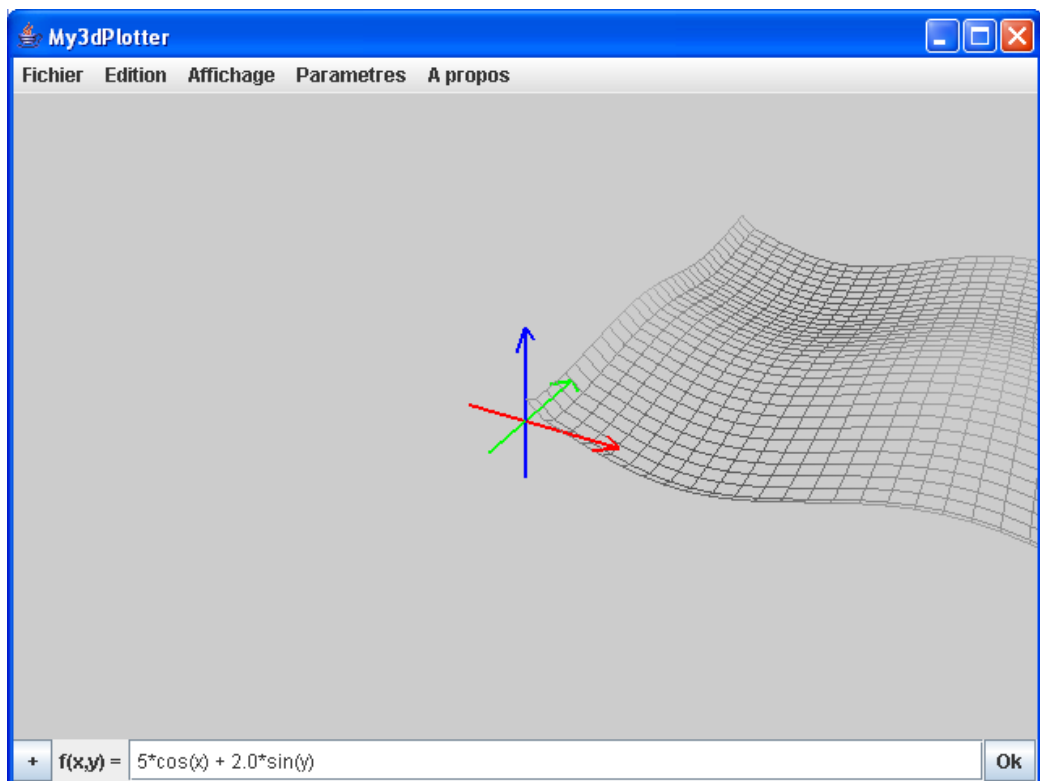 My3dPlotter
Fichier Edition Affichage Parametres A propos
+ f(x,y) = 5*cos(x) + 2.0*sin(y) Ok